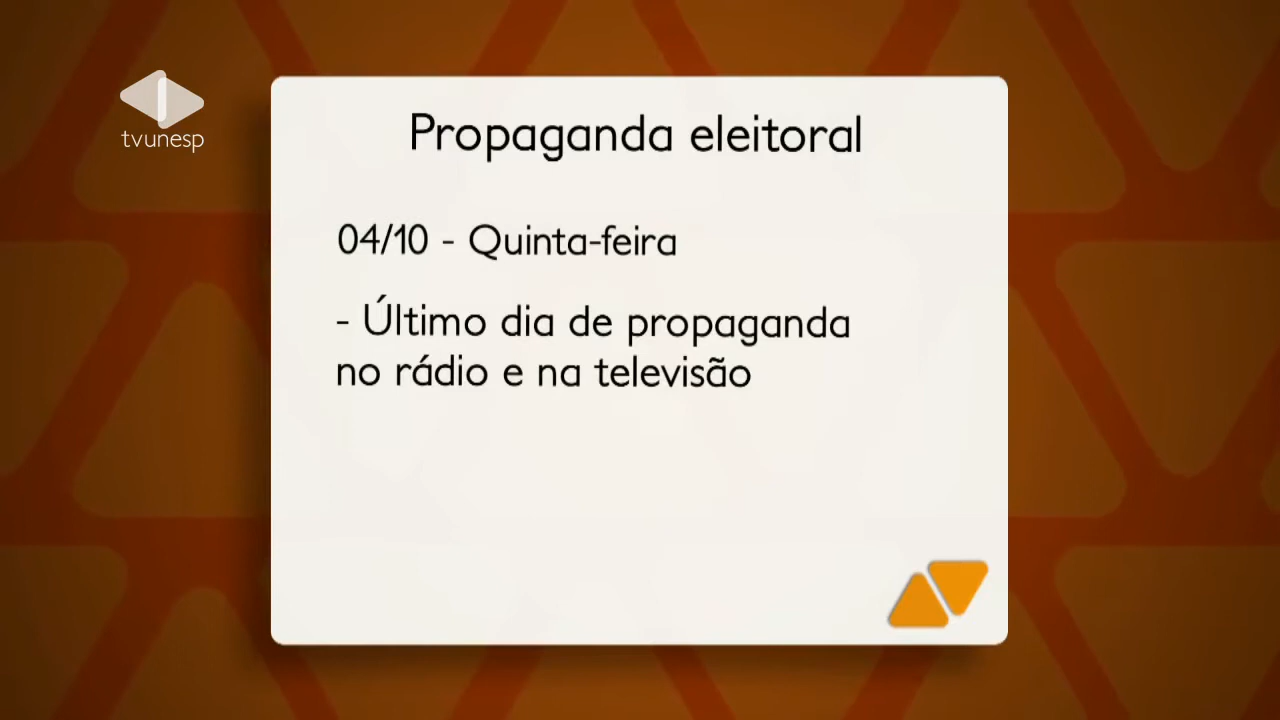 tvunesp
Propaganda eleitoral
04/10 - Quinta-feira
- Último dia de propaganda
no rádio e na televisão